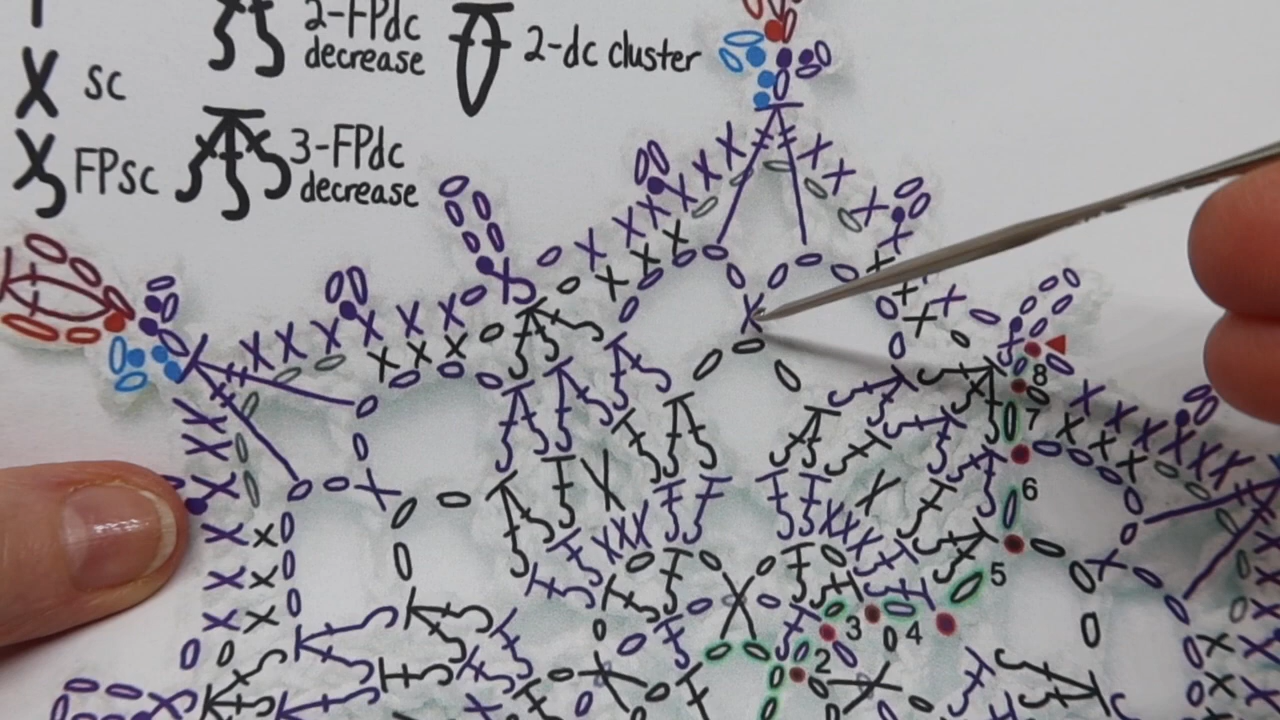 2-FPdc
decrease
2-dc cluster
sc
FPsc
3-FPdc
decrease
8
7
6
5
3
4
2